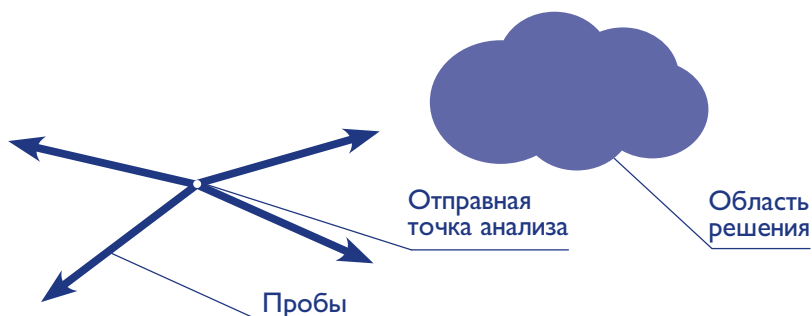 Отправная
точка анализа
Область
решения
Пробы